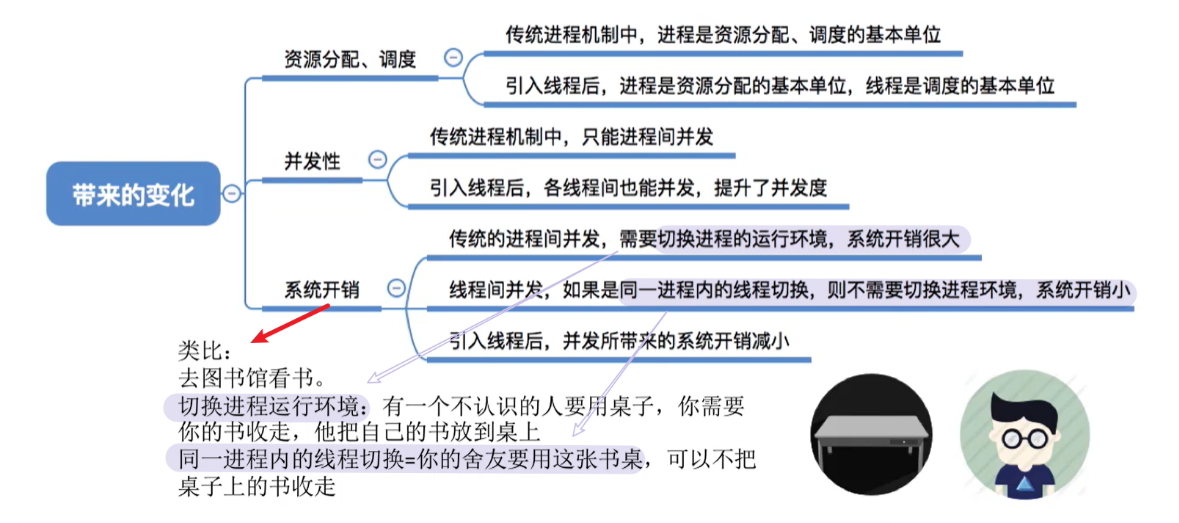 带来的变化
资源分配、调度
传统进程机制中，进程是资源分配、调度的基本单位
引入线程后，进程是资源分配的基本单位，线程是调度的基本单位
并发性
传统进程机制中，只能进程间并发
引入线程后，各线程间也能并发，提升了并发度
系统开销
传统的进程间并发，需要切换进程的运行环境，系统开销很大
线程间并发，如果是同一进程内的线程切换，则不需要切换进程环境，系统开销小
引入线程后，并发所带来的系统开销减小
类比：
去图书馆看书。
切换进程运行环境：有一个不认识的人要用桌子，你需要
你的书收走，他把自己的书放到桌上
同一进程内的线程切换=你的舍友要用这张书桌，可以不把
桌子上的书收走